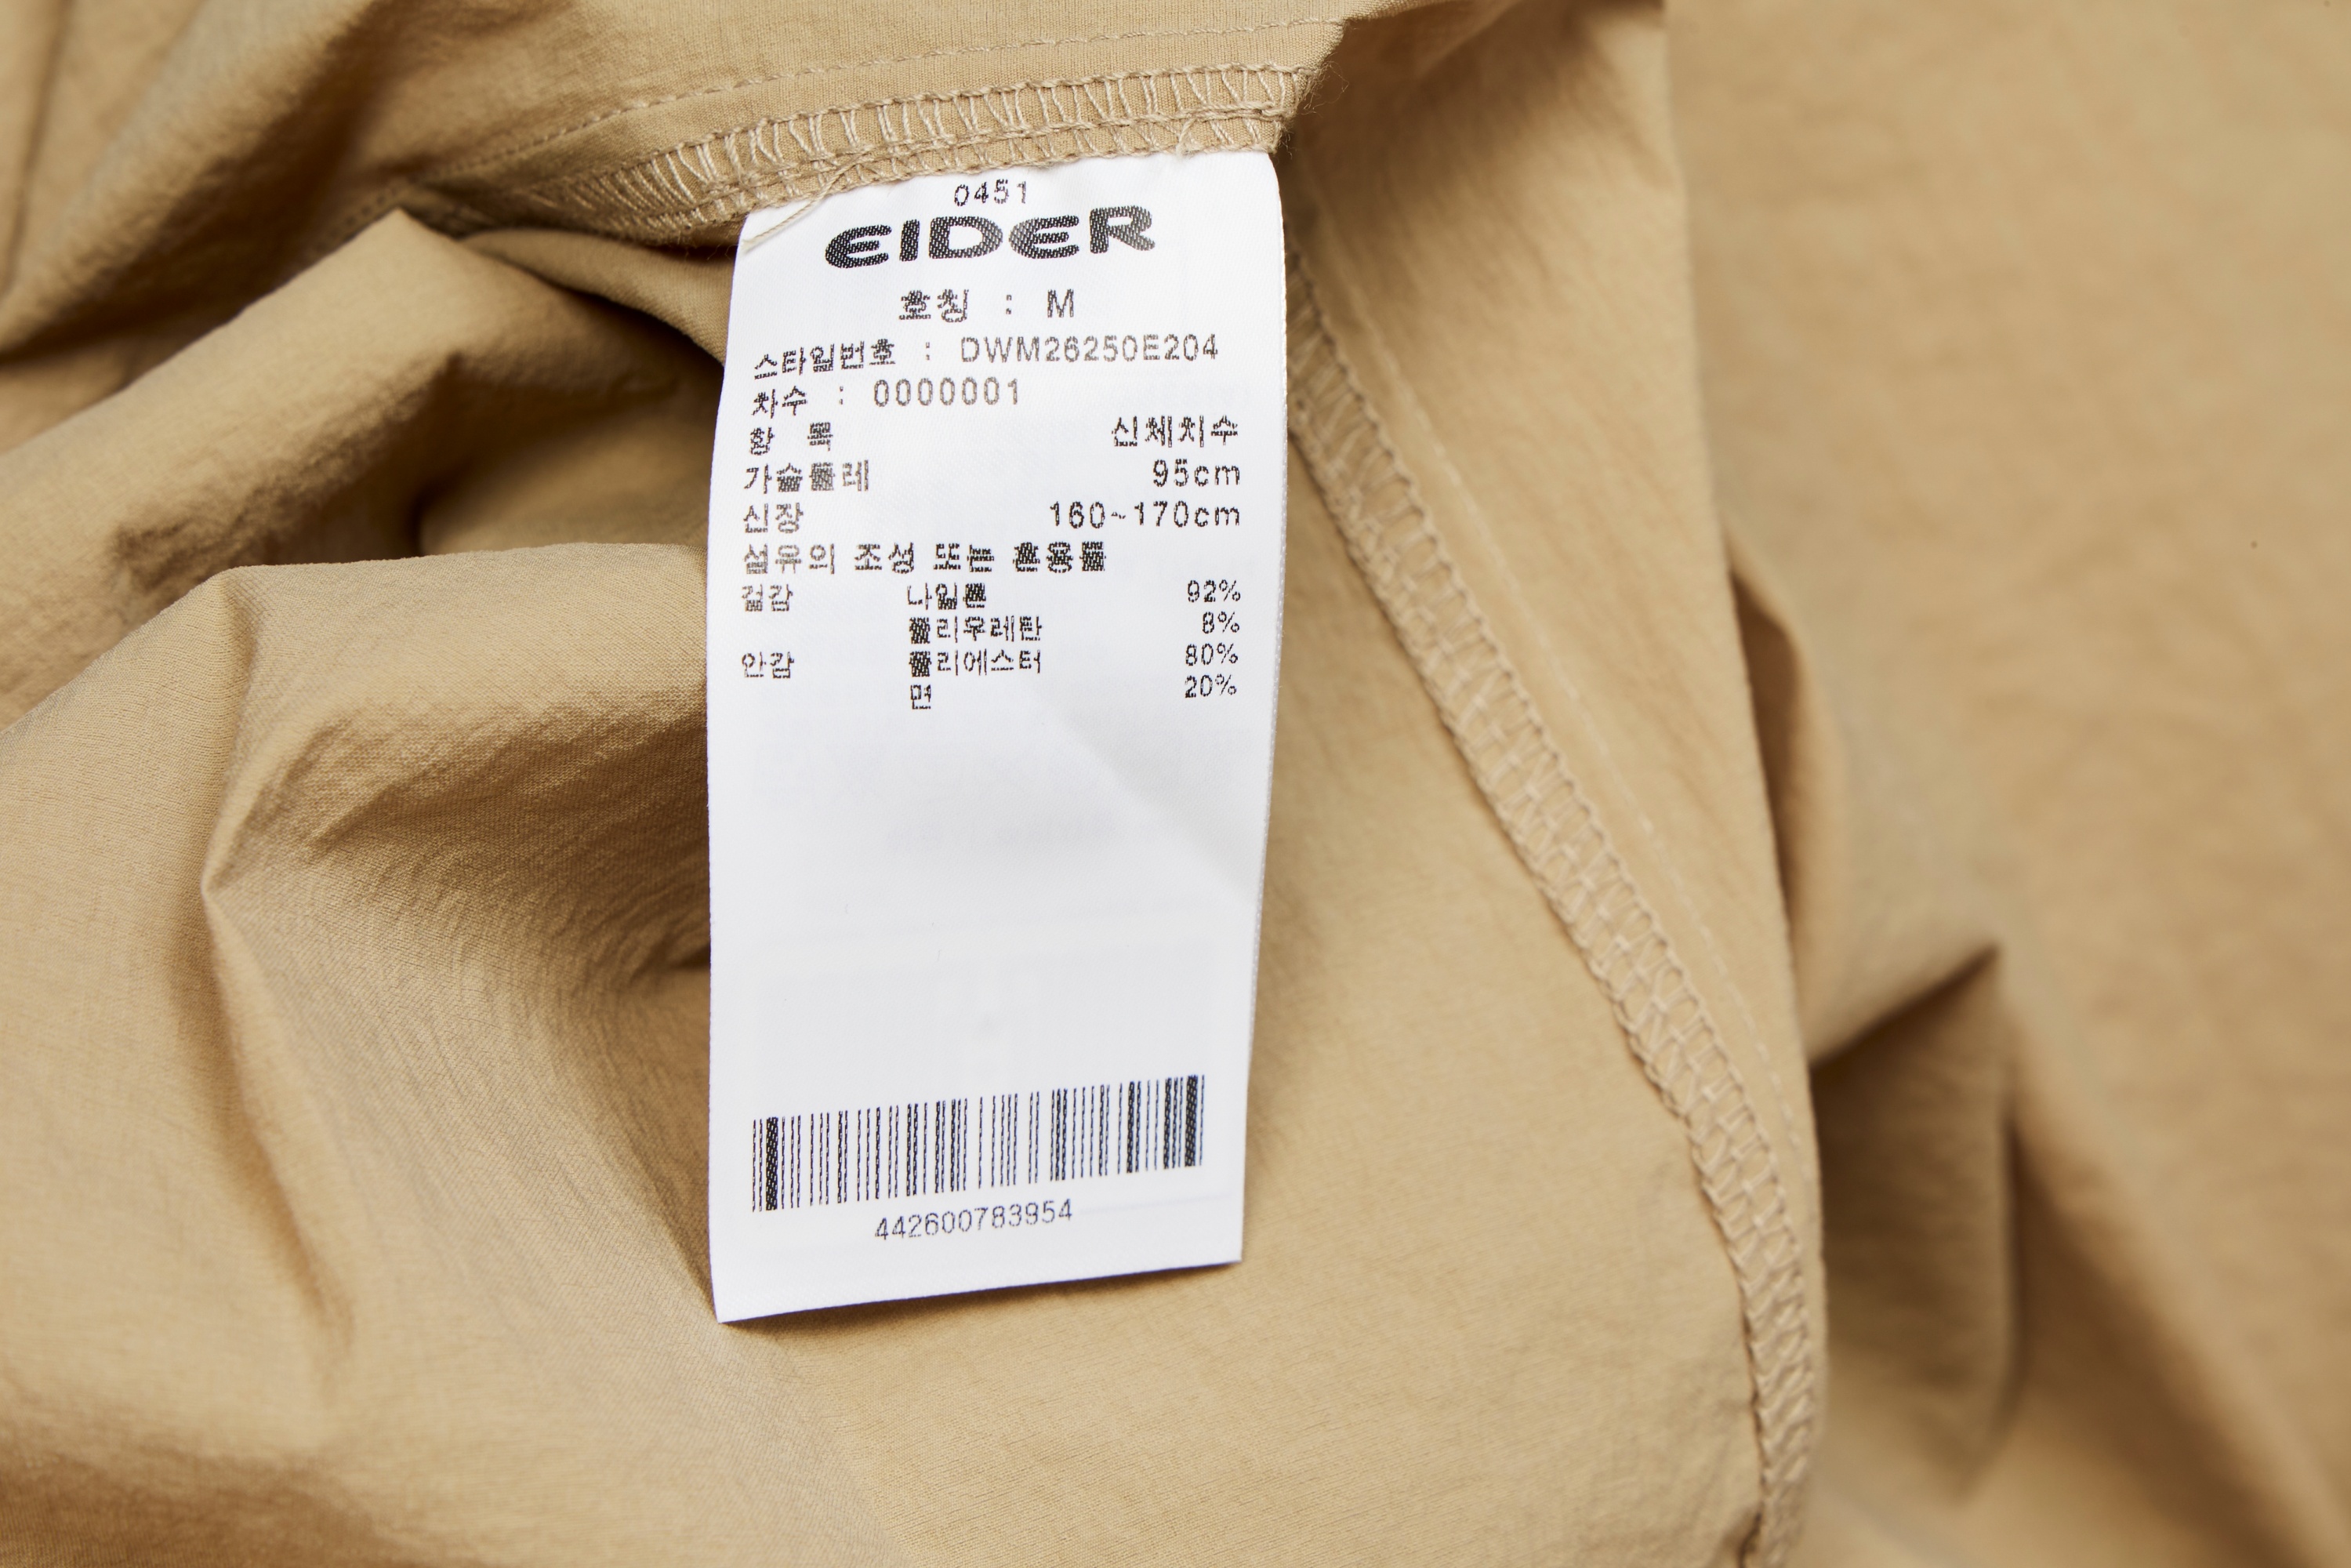 0451
EIDER
호칭 : M
스타일번호 : DWM26250E204
차수 : 0000001
항 목 신체치수
가슴둘레 95cm
신장 160~170cm
섬유의 조성 또는 혼용률
겉감 나일론 92%
폴리우레탄 8%
안감 폴리에스터 80%
면 20%
442600783954